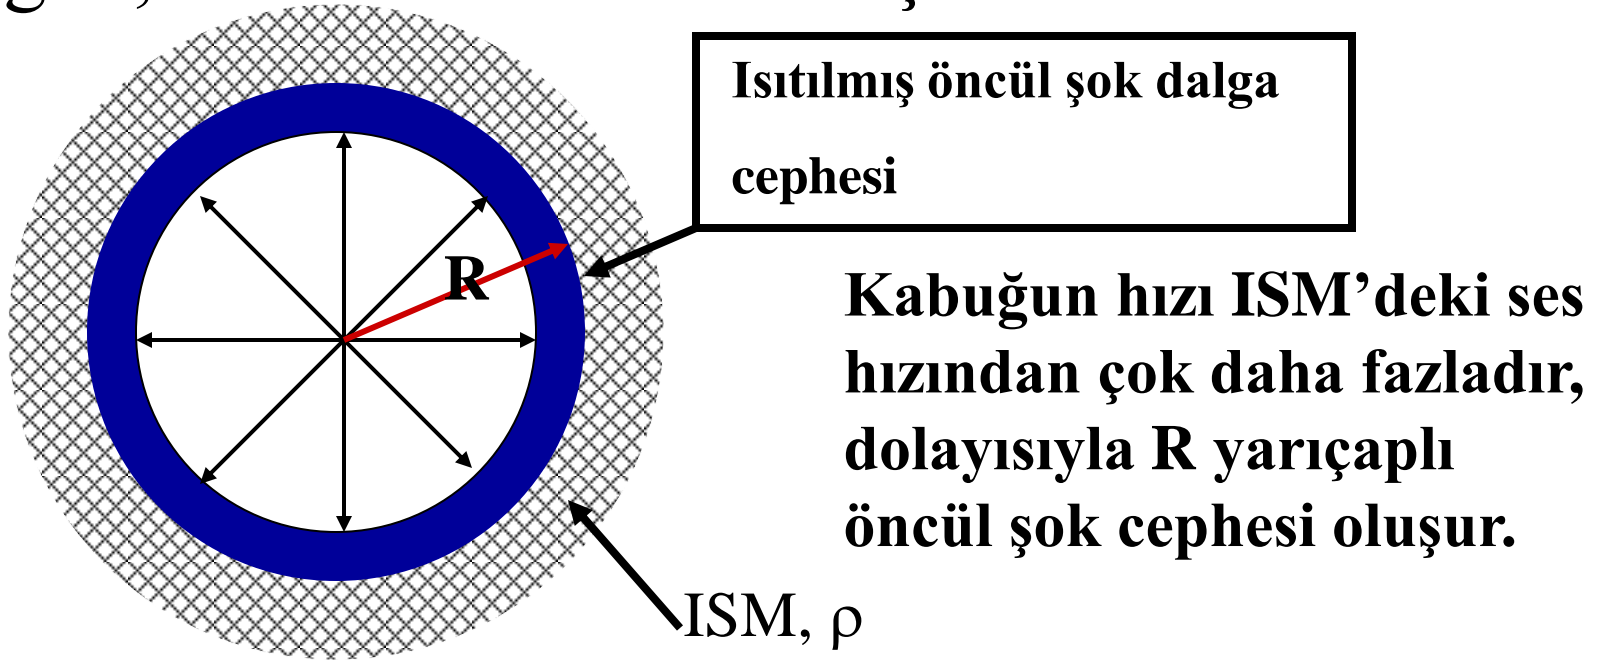 Isıtılmış öncül şok dalga
cephesi
R
Kabuğun hızı ISM’deki ses
hızından çok daha fazladır,
dolayısıyla R yarıçaplı
öncül şok cephesi oluşur.
ISM, ρ